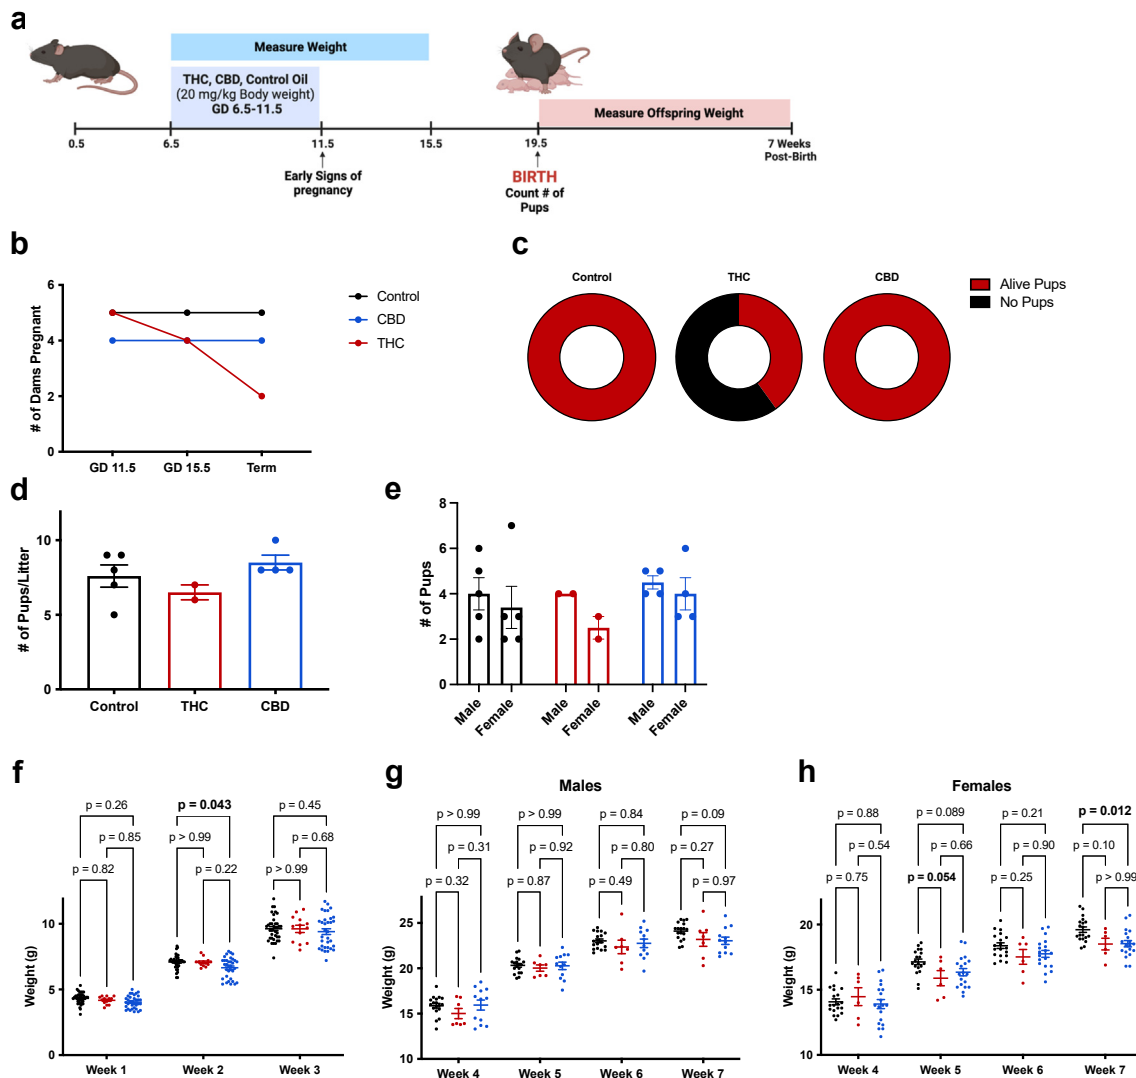 a
Measure Weight
THC, CBD, Control Oil
(20 mg/kg Body weight)
GD 6.5-11.5
Measure Offspring Weight
0.5
6.5
11.5
15.5
19.5
7 Weeks
Post-Birth
Early Signs of
pregnancy
BIRTH
Count # of
Pups
b
# of Dams Pregnant
6
4
2
0
GD 11.5
GD 15.5
Term
Control
CBD
THC
c
Control
THC
CBD
Alive Pups
No Pups
d
# of Pups/Litter
10
5
0
Control
THC
CBD
e
# of Pups
8
6
4
2
0
Male
Female
Male
Female
Male
Female
f
p = 0.26
p = 0.043
p = 0.45
p = 0.85
p > 0.99
p = 0.68
p = 0.82
p = 0.22
p > 0.99
Weight (g)
10
5
0
Week 1
Week 2
Week 3
g
Males
p > 0.99
p > 0.99
p = 0.84
p = 0.09
p = 0.31
p = 0.92
p = 0.80
p = 0.27
p = 0.32
p = 0.87
p = 0.49
p = 0.97
Weight (g)
25
20
15
10
Week 4
Week 5
Week 6
Week 7
h
Females
p = 0.88
p = 0.089
p = 0.21
p = 0.012
p = 0.54
p = 0.66
p = 0.90
p = 0.10
p = 0.75
p = 0.054
p = 0.25
p > 0.99
Weight (g)
20
15
10
Week 4
Week 5
Week 6
Week 7